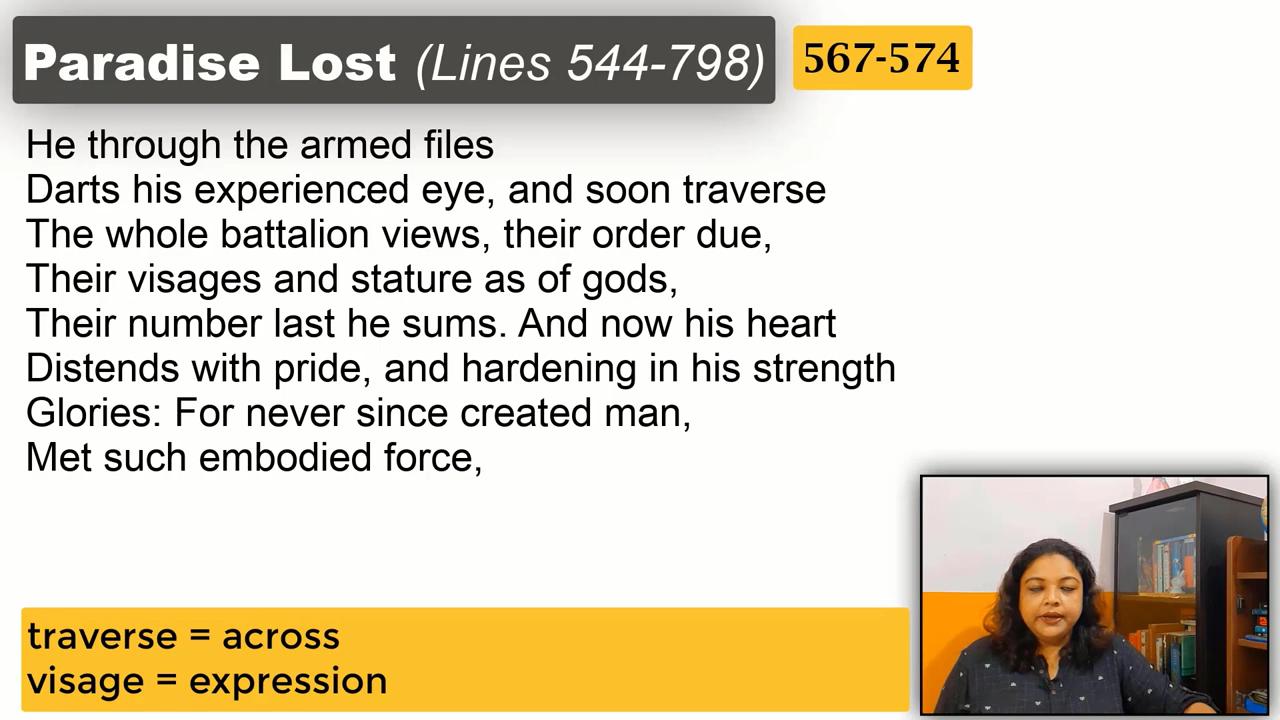 Paradise Lost (Lines 544-798)
567-574
He through the armed files
Darts his experienced eye, and soon traverse
The whole battalion views, their order due,
Their visages and stature as of gods,
Their number last he sums. And now his heart
Distends with pride, and hardening in his strength
Glories: For never since created man,
Met such embodied force,
traverse = across
visage = expression